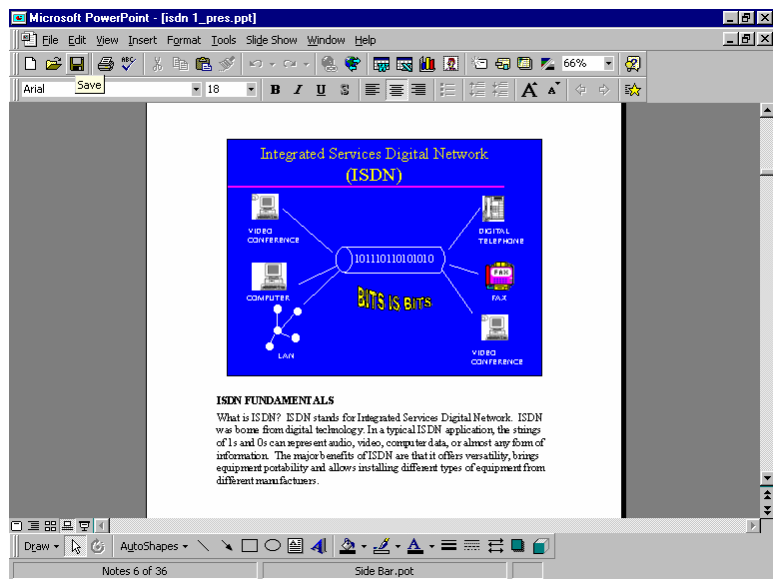 Microsoft PowerPoint - [isdn 1_pres.ppt]
File Edit View Insert Format Tools Slide Show Window Help
66%
Arial 18 B I U S A A
Save
Integrated Services Digital Network
(ISDN)
VIDEO
CONFERENCE
DIGITAL
TELEPHONE
101110110101010
COMPUTER
BITS IS BITS
FAX
FAX
LAN
VIDEO
CONFERENCE
ISDN FUNDAMENTALS
What is ISDN? ISDN stands for Integrated Services Digital Network. ISDN
was borne from digital technology. In a typical ISDN application, the strings
of 1s and 0s can represent audio, video, computer data, or almost any form of
information. The major benefits of ISDN are that it offers versatility, brings
equipment portability and allows installing different types of equipment from
different manufacturers.
Draw AutoShapes A
Notes 6 of 36 Side Bar.pot